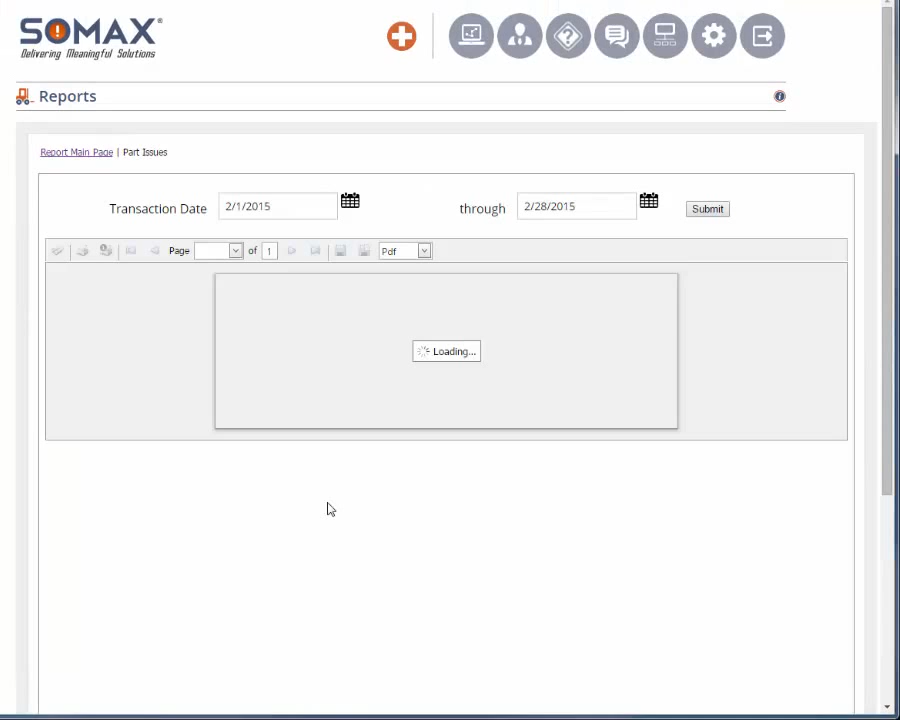 SOMAX®
Delivering Meaningful Solutions
Reports
Report Main Page | Part Issues
Transaction Date 2/1/2015 through 2/28/2015 Submit
Page of 1 Pdf
Loading...